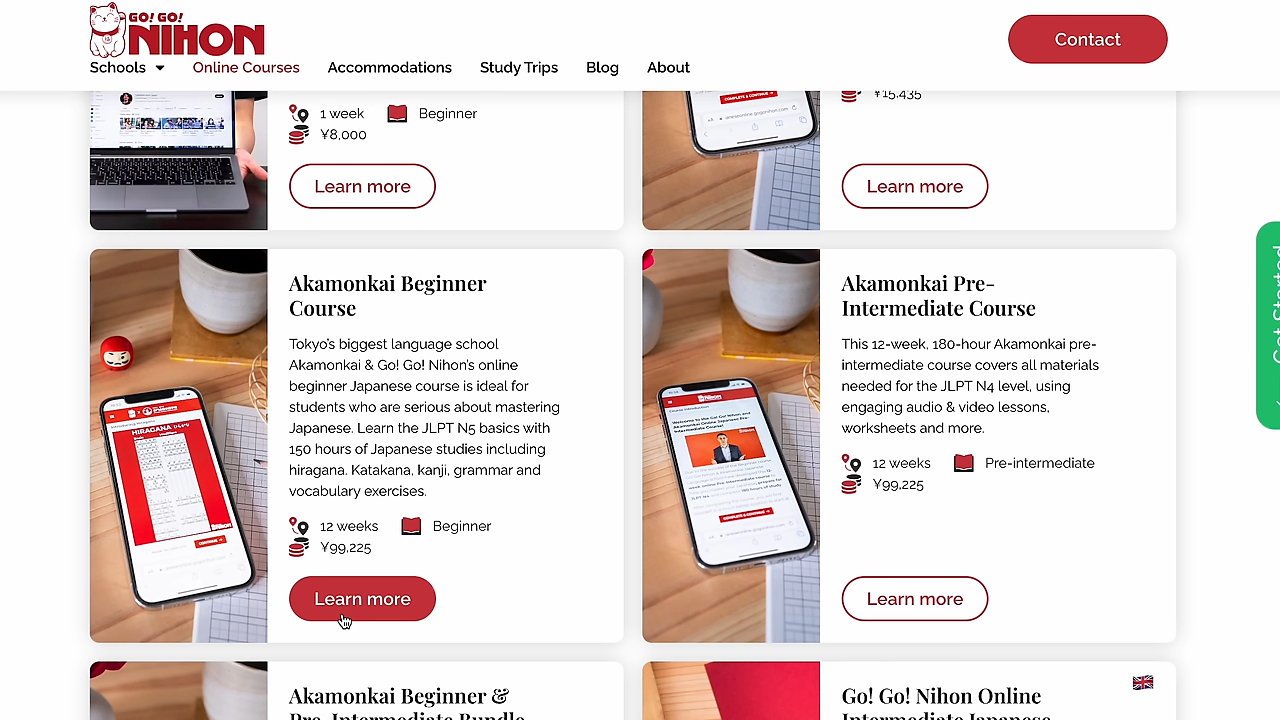 GO! GO!
NIHON
Contact
Schools
Online Courses
Accommodations
Study Trips
Blog
About
1 week
Beginner
¥8,000
Learn more
¥15,435
Learn more
Akamonkai Beginner
Course
Tokyo's biggest language school
Akamonkai & Go! Go! Nihon's online
beginner Japanese course is ideal for
students who are serious about mastering
Japanese. Learn the JLPT N5 basics with
150 hours of Japanese studies including
hiragana. Katakana, kanji, grammar and
vocabulary exercises.
12 weeks
Beginner
¥99,225
Learn more
HIRAGANA
Akamonkai Pre-
Intermediate Course
This 12-week, 180-hour Akamonkai pre-
intermediate course covers all materials
needed for the JLPT N4 level, using
engaging audio & video lessons,
worksheets and more.
12 weeks
Pre-intermediate
¥99,225
Learn more
Get Started
Akamonkai Beginner &
Pre-Intermediate Bundle
Go! Go! Nihon Online
Intermediate Japanese